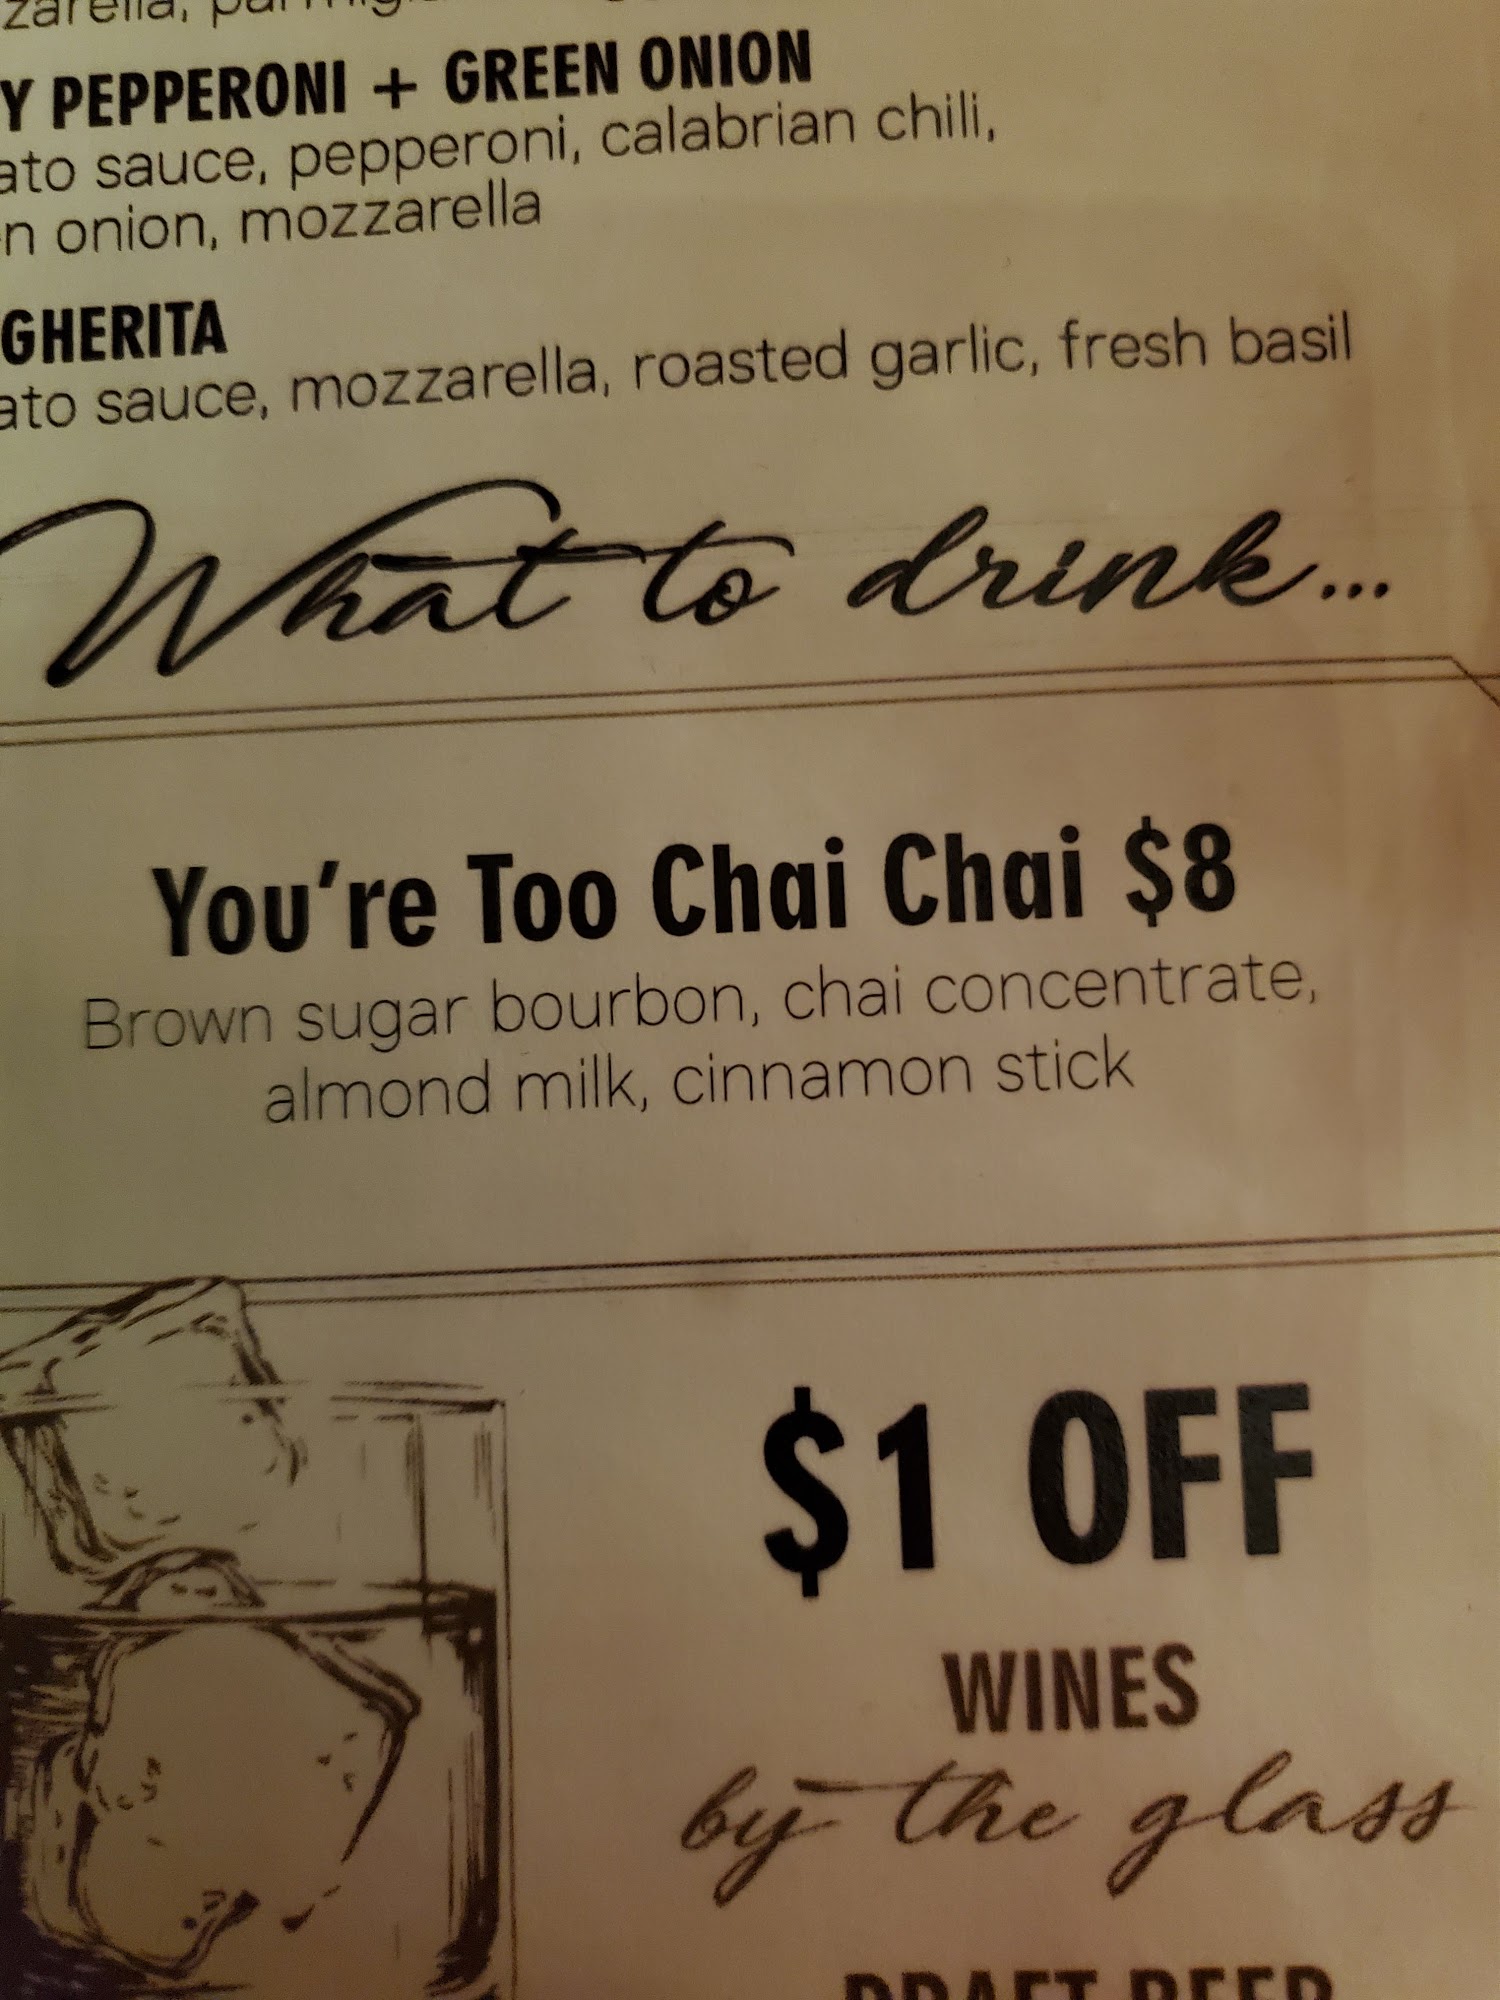 Y PEPPERONI + GREEN ONION
ato sauce, pepperoni, calabrian chili,
n onion, mozzarella
GHERITA
ato sauce, mozzarella, roasted garlic, fresh basil
What to drink...
You're Too Chai Chai $8
Brown sugar bourbon, chai concentrate,
almond milk, cinnamon stick
$1 OFF
WINES
by the glass
DRAFT BEER